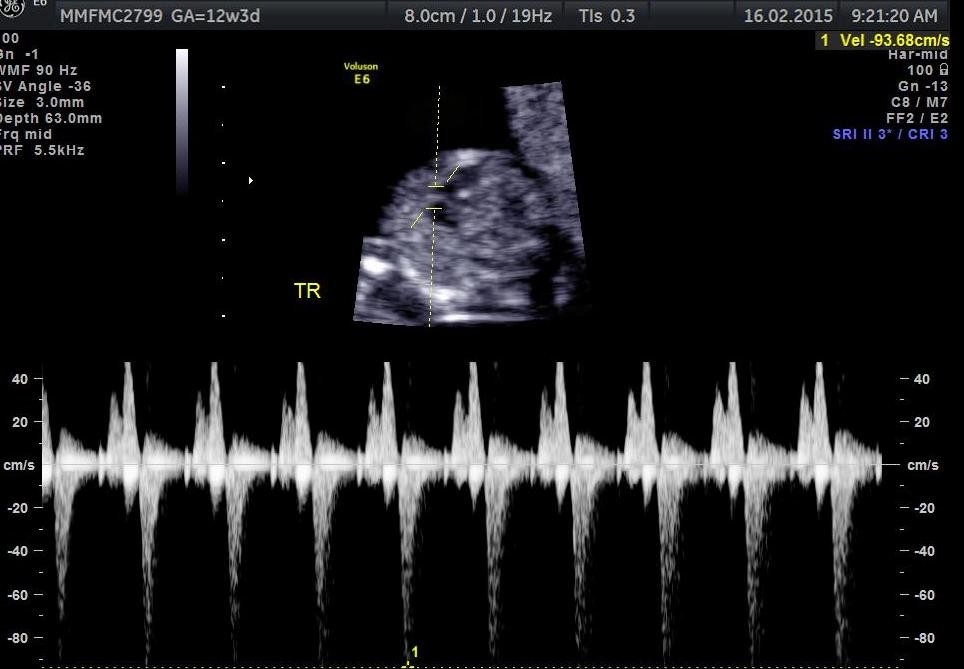 E6
MMFMC2799 GA=12w3d 8.0cm / 1.0 / 19Hz TIs 0.3 16.02.2015 9:21:20 AM
1 Vel -93.68cm/s
00
Gn -1
WMF 90 Hz
SV Angle -36
Size 3.0mm
Depth 63.0mm
Frq mid
PRF 5.5kHz
Voluson
E6
Har-mid
100
Gn -13
C8 / M7
FF2 / E2
SRI II 3* / CRI 3
TR
40 40
20 20
cm/s cm/s
-20 -20
-40 -40
-60 -60
-80 -80
1